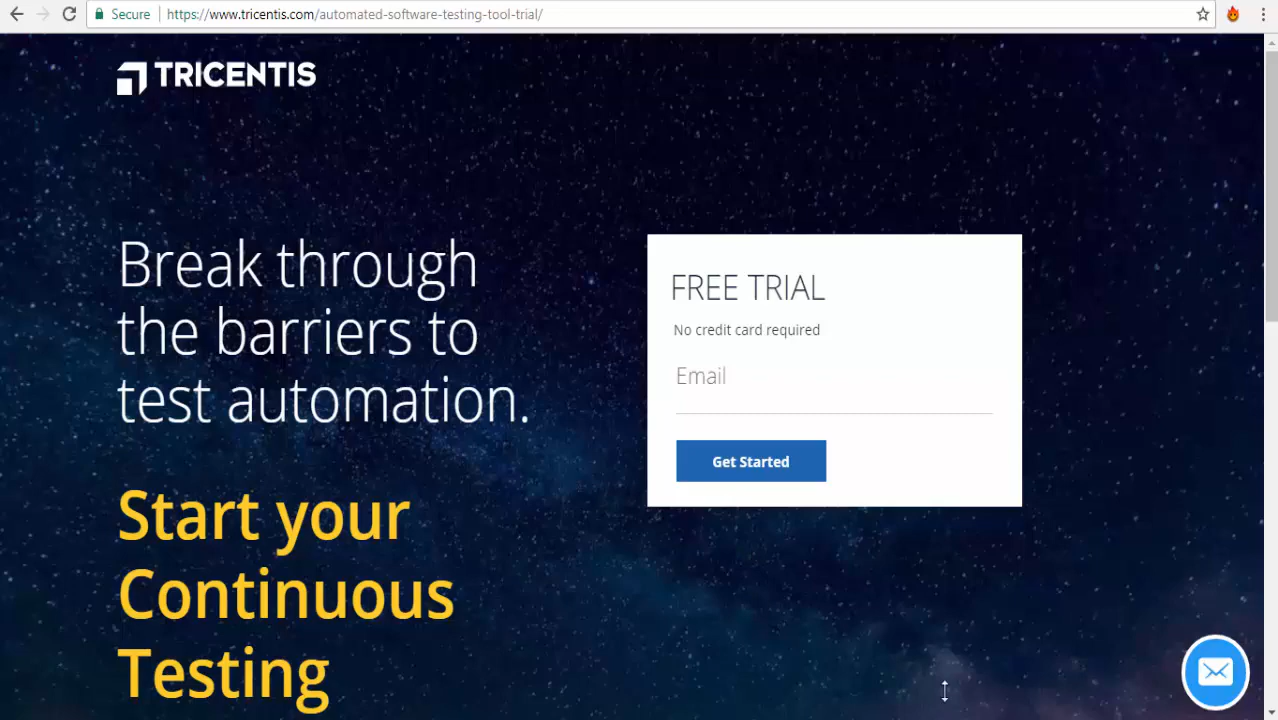 Secure https://www.tricentis.com/automated-software-testing-tool-trial/
TRICENTIS
Break through
the barriers to
test automation.
Start your
Continuous
Testing
FREE TRIAL
No credit card required
Email
Get Started